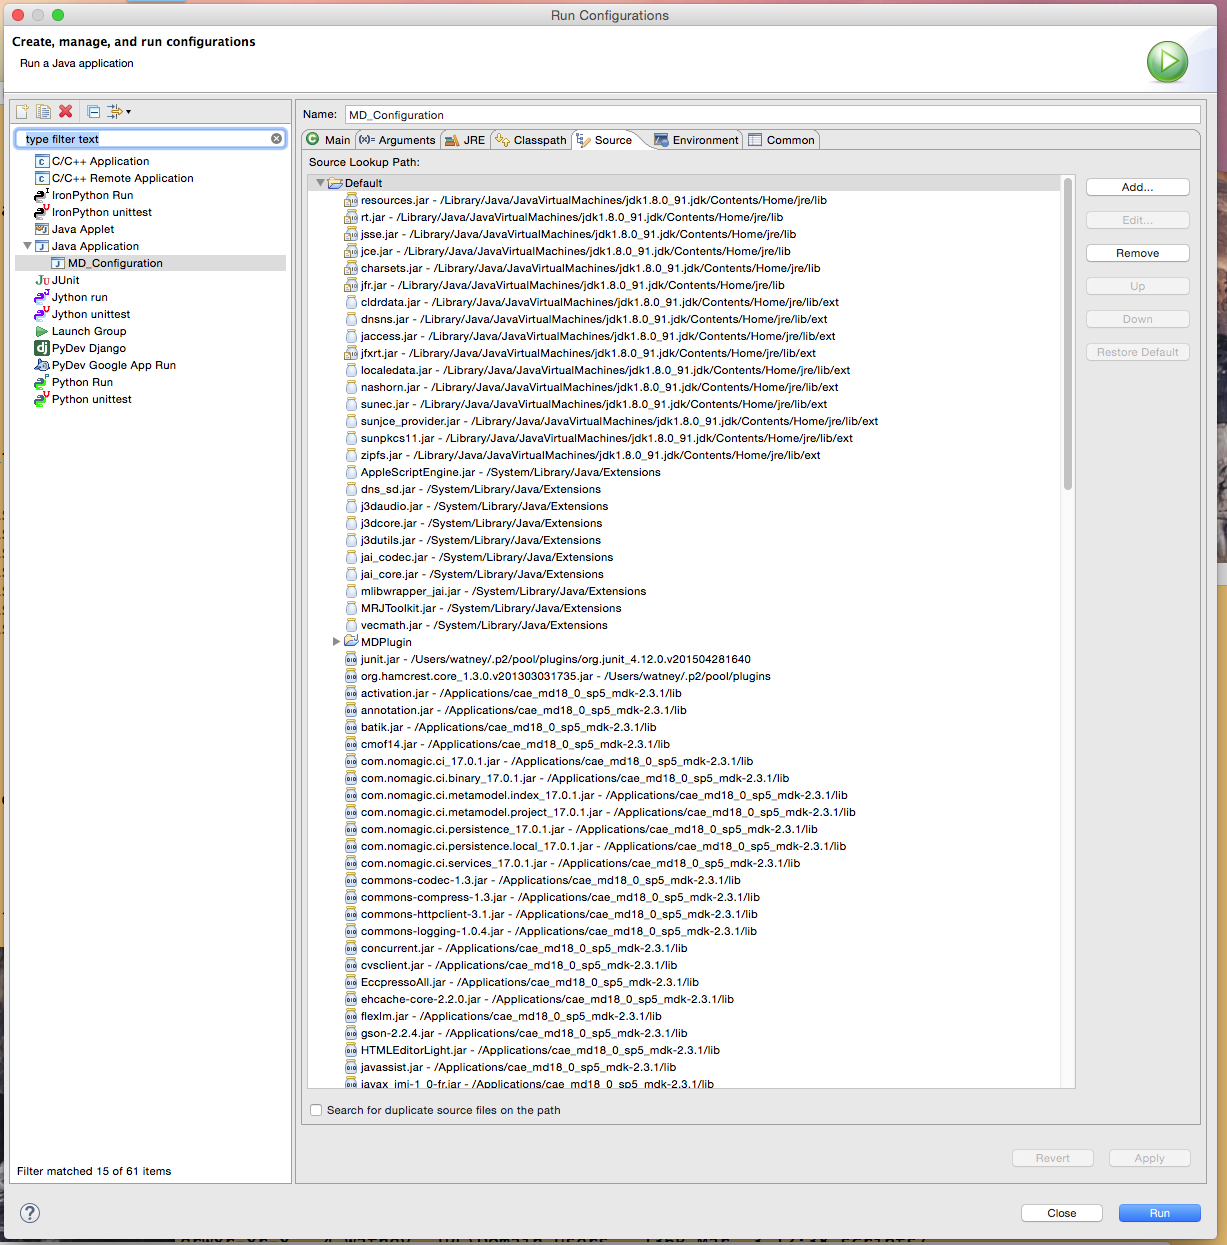 Run Configurations
Create, manage, and run configurations
Run a Java application
type filter text
C/C++ Application
C/C++ Remote Application
IronPython Run
IronPython unittest
Java Applet
Java Application
MD_Configuration
JUnit
Jython run
Jython unittest
Launch Group
PyDev Django
PyDev Google App Run
Python Run
Python unittest
Filter matched 15 of 61 items
Name: MD_Configuration
Main (x)= Arguments JRE Classpath Source Environment Common
Source Lookup Path:
Default
resources.jar - /Library/Java/JavaVirtualMachines/jdk1.8.0_91.jdk/Contents/Home/jre/lib
rt.jar - /Library/Java/JavaVirtualMachines/jdk1.8.0_91.jdk/Contents/Home/jre/lib
jsse.jar - /Library/Java/JavaVirtualMachines/jdk1.8.0_91.jdk/Contents/Home/jre/lib
jce.jar - /Library/Java/JavaVirtualMachines/jdk1.8.0_91.jdk/Contents/Home/jre/lib
charsets.jar - /Library/Java/JavaVirtualMachines/jdk1.8.0_91.jdk/Contents/Home/jre/lib
jfr.jar - /Library/Java/JavaVirtualMachines/jdk1.8.0_91.jdk/Contents/Home/jre/lib
cldrdata.jar - /Library/Java/JavaVirtualMachines/jdk1.8.0_91.jdk/Contents/Home/jre/lib/ext
dnsns.jar - /Library/Java/JavaVirtualMachines/jdk1.8.0_91.jdk/Contents/Home/jre/lib/ext
jaccess.jar - /Library/Java/JavaVirtualMachines/jdk1.8.0_91.jdk/Contents/Home/jre/lib/ext
jfxrt.jar - /Library/Java/JavaVirtualMachines/jdk1.8.0_91.jdk/Contents/Home/jre/lib/ext
localedata.jar - /Library/Java/JavaVirtualMachines/jdk1.8.0_91.jdk/Contents/Home/jre/lib/ext
nashorn.jar - /Library/Java/JavaVirtualMachines/jdk1.8.0_91.jdk/Contents/Home/jre/lib/ext
sunec.jar - /Library/Java/JavaVirtualMachines/jdk1.8.0_91.jdk/Contents/Home/jre/lib/ext
sunjce_provider.jar - /Library/Java/JavaVirtualMachines/jdk1.8.0_91.jdk/Contents/Home/jre/lib/ext
sunpkcs11.jar - /Library/Java/JavaVirtualMachines/jdk1.8.0_91.jdk/Contents/Home/jre/lib/ext
zipfs.jar - /Library/Java/JavaVirtualMachines/jdk1.8.0_91.jdk/Contents/Home/jre/lib/ext
AppleScriptEngine.jar - /System/Library/Java/Extensions
dns_sd.jar - /System/Library/Java/Extensions
j3daudio.jar - /System/Library/Java/Extensions
j3dcore.jar - /System/Library/Java/Extensions
j3dutils.jar - /System/Library/Java/Extensions
jai_codec.jar - /System/Library/Java/Extensions
jai_core.jar - /System/Library/Java/Extensions
mlibwrapper_jai.jar - /System/Library/Java/Extensions
MRJToolkit.jar - /System/Library/Java/Extensions
vecmath.jar - /System/Library/Java/Extensions
MDPlugin
junit.jar - /Users/watney/.p2/pool/plugins/org.junit_4.12.0.v201504281640
org.hamcrest.core_1.3.0.v201303031735.jar - /Users/watney/.p2/pool/plugins
activation.jar - /Applications/cae_md18_0_sp5_mdk-2.3.1/lib
annotation.jar - /Applications/cae_md18_0_sp5_mdk-2.3.1/lib
batik.jar - /Applications/cae_md18_0_sp5_mdk-2.3.1/lib
cmof14.jar - /Applications/cae_md18_0_sp5_mdk-2.3.1/lib
com.nomagic.ci_17.0.1.jar - /Applications/cae_md18_0_sp5_mdk-2.3.1/lib
com.nomagic.ci.binary_17.0.1.jar - /Applications/cae_md18_0_sp5_mdk-2.3.1/lib
com.nomagic.ci.metamodel.index_17.0.1.jar - /Applications/cae_md18_0_sp5_mdk-2.3.1/lib
com.nomagic.ci.metamodel.project_17.0.1.jar - /Applications/cae_md18_0_sp5_mdk-2.3.1/lib
com.nomagic.ci.persistence_17.0.1.jar - /Applications/cae_md18_0_sp5_mdk-2.3.1/lib
com.nomagic.ci.persistence.local_17.0.1.jar - /Applications/cae_md18_0_sp5_mdk-2.3.1/lib
com.nomagic.ci.services_17.0.1.jar - /Applications/cae_md18_0_sp5_mdk-2.3.1/lib
commons-codec-1.3.jar - /Applications/cae_md18_0_sp5_mdk-2.3.1/lib
commons-compress-1.3.jar - /Applications/cae_md18_0_sp5_mdk-2.3.1/lib
commons-httpclient-3.1.jar - /Applications/cae_md18_0_sp5_mdk-2.3.1/lib
commons-logging-1.0.4.jar - /Applications/cae_md18_0_sp5_mdk-2.3.1/lib
concurrent.jar - /Applications/cae_md18_0_sp5_mdk-2.3.1/lib
cvsclient.jar - /Applications/cae_md18_0_sp5_mdk-2.3.1/lib
EccpressoAll.jar - /Applications/cae_md18_0_sp5_mdk-2.3.1/lib
ehcache-core-2.2.0.jar - /Applications/cae_md18_0_sp5_mdk-2.3.1/lib
flexlm.jar - /Applications/cae_md18_0_sp5_mdk-2.3.1/lib
gson-2.2.4.jar - /Applications/cae_md18_0_sp5_mdk-2.3.1/lib
HTMLEditorLight.jar - /Applications/cae_md18_0_sp5_mdk-2.3.1/lib
javassist.jar - /Applications/cae_md18_0_sp5_mdk-2.3.1/lib
javax_jmi-1_0-fr.jar - /Applications/cae_md18_0_sp5_mdk-2.3.1/lib
Add...
Edit...
Remove
Up
Down
Restore Default
Search for duplicate source files on the path
Revert Apply
Close Run